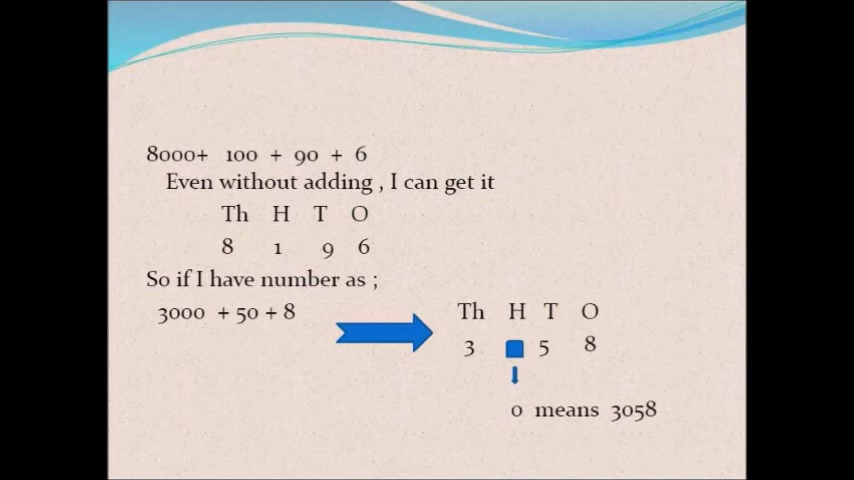 8000+ 100 + 90 + 6
Even without adding , I can get it
Th H T O
8 1 9 6
So if I have number as ;
3000 + 50 + 8
Th H T O
3 5 8
0 means 3058